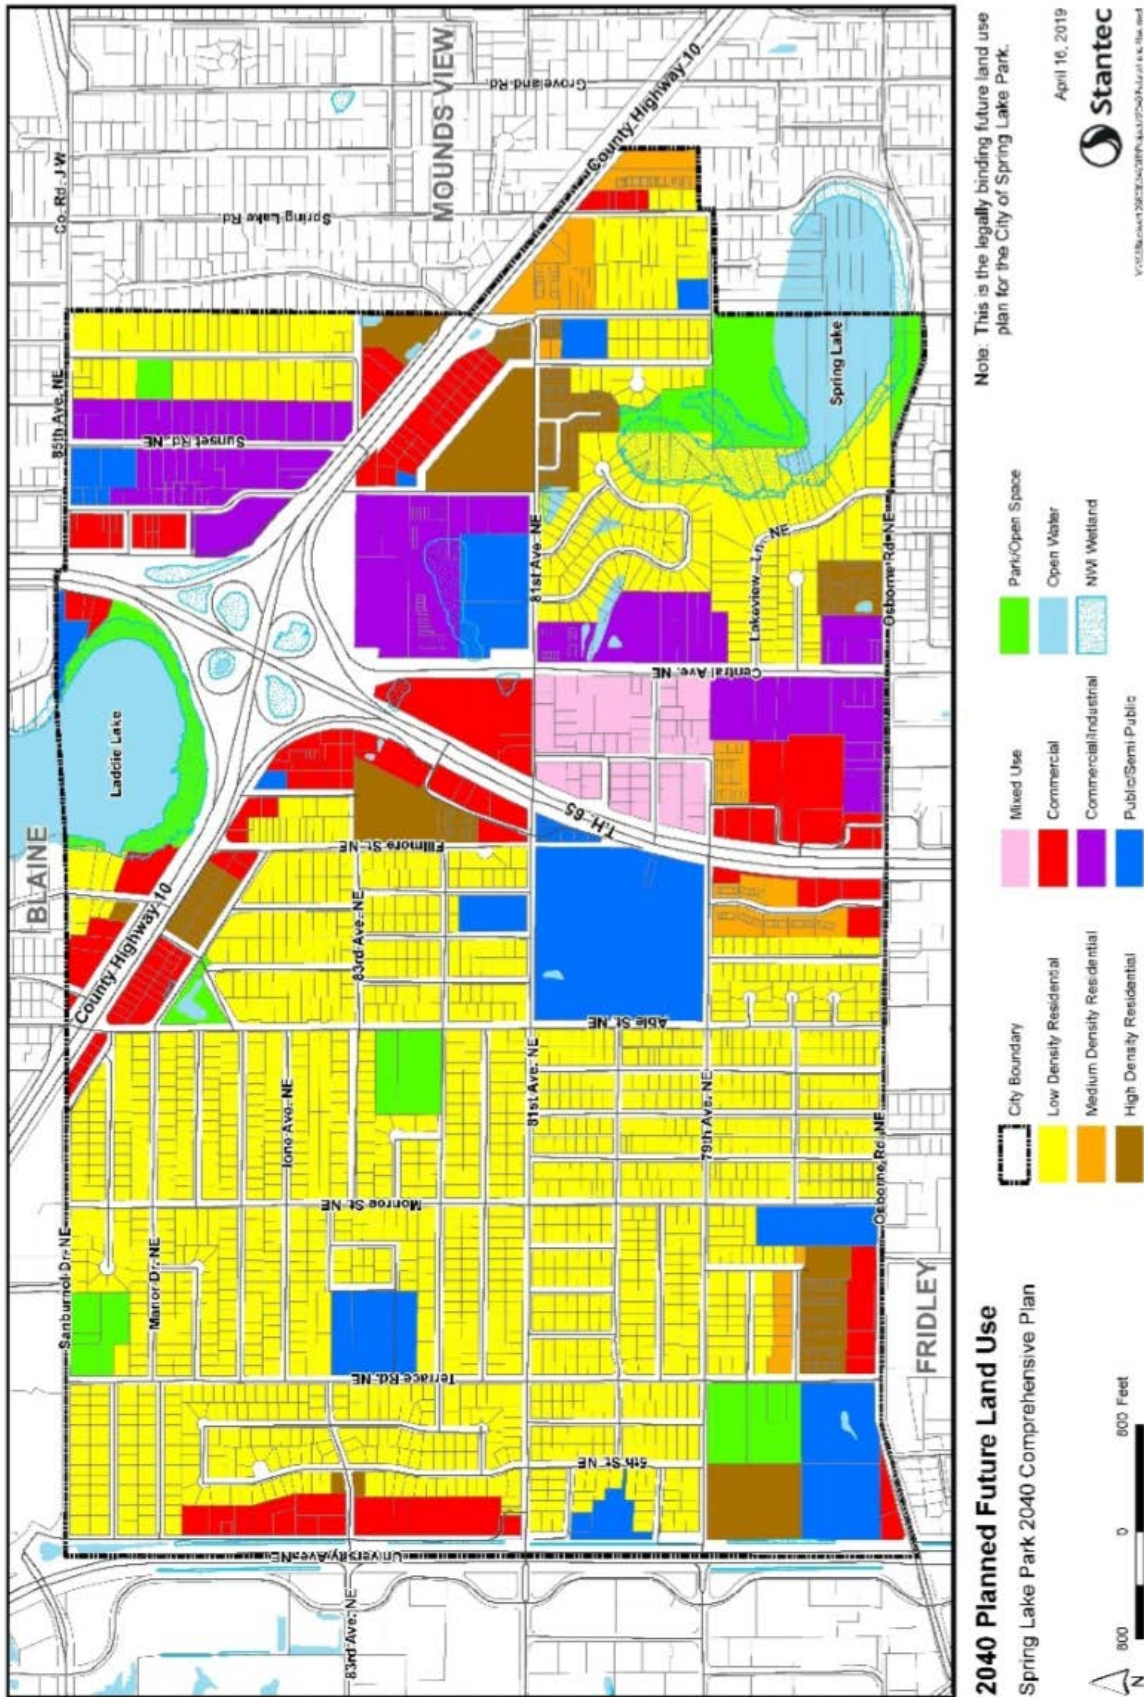 Co. Rd. J W
Groveland Rd.
MOUNDS VIEW
County Highway 10
Spring Lake Rd.
85th Ave. NE
Sunset Rd. NE
81st Ave. NE
Spring Lake
Lakeview Ln. NE
Osborne Rd. NE
Central Ave. NE
BLAINE
Laddie Lake
T.H. 65
Fillmore St. NE
County Highway 10
83rd Ave. NE
Able St. NE
81st Ave. NE
Ione Ave. NE
79th Ave. NE
Monroe St. NE
Osborne Rd. NE
Sanburnol Dr. NE
Manor Dr. NE
Terrace Rd. NE
FRIDLEY
5th St. NE
University Ave. NE
83rd Ave. NE
2040 Planned Future Land Use
Spring Lake Park 2040 Comprehensive Plan
N
800
0
800 Feet
City Boundary
Low Density Residential
Medium Density Residential
High Density Residential
Mixed Use
Commercial
Commercial/Industrial
Public/Semi-Public
Park/Open Space
Open Water
NWI Wetland
Note: This is the legally binding future land use
plan for the City of Spring Lake Park.
April 16, 2019
Stantec